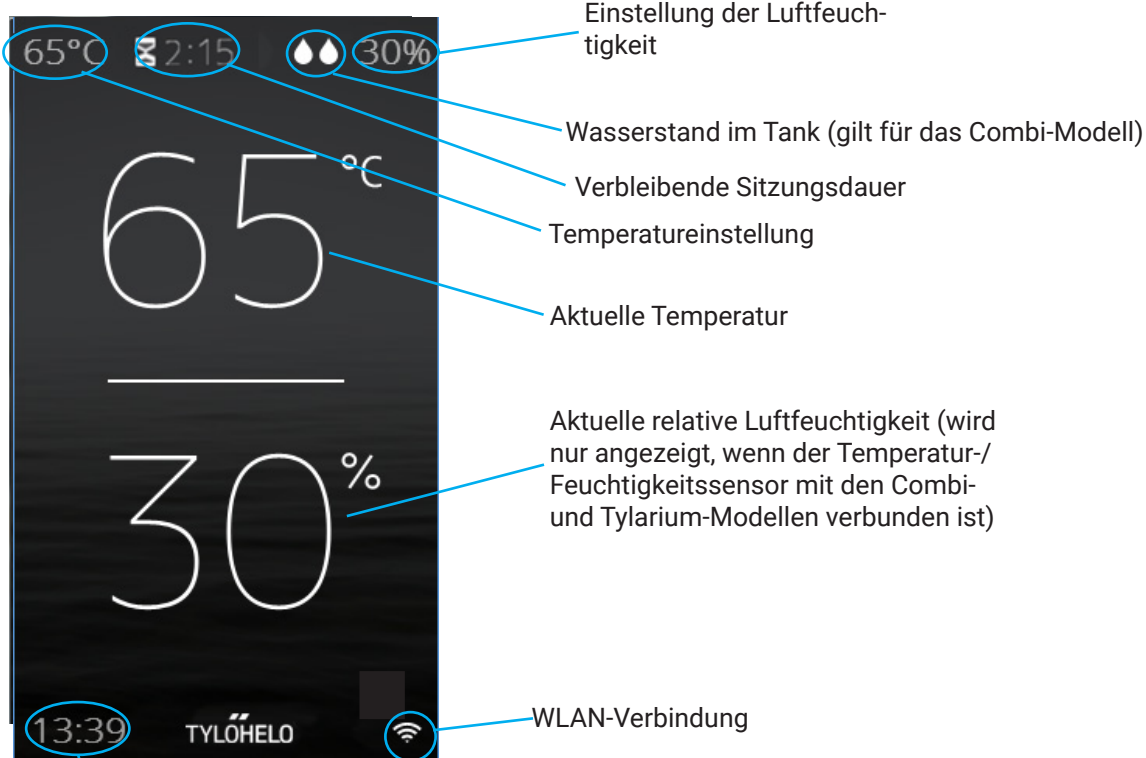 Einstellung der Luftfeuch-
tigkeit
65°C 2:15 30%
Wasserstand im Tank (gilt für das Combi-Modell)
65 °C
Verbleibende Sitzungsdauer
Temperatureinstellung
Aktuelle Temperatur
30 %
Aktuelle relative Luftfeuchtigkeit (wird
nur angezeigt, wenn der Temperatur-/
Feuchtigkeitssensor mit den Combi-
und Tylarium-Modellen verbunden ist)
13:39 TYLÖHELO
WLAN-Verbindung